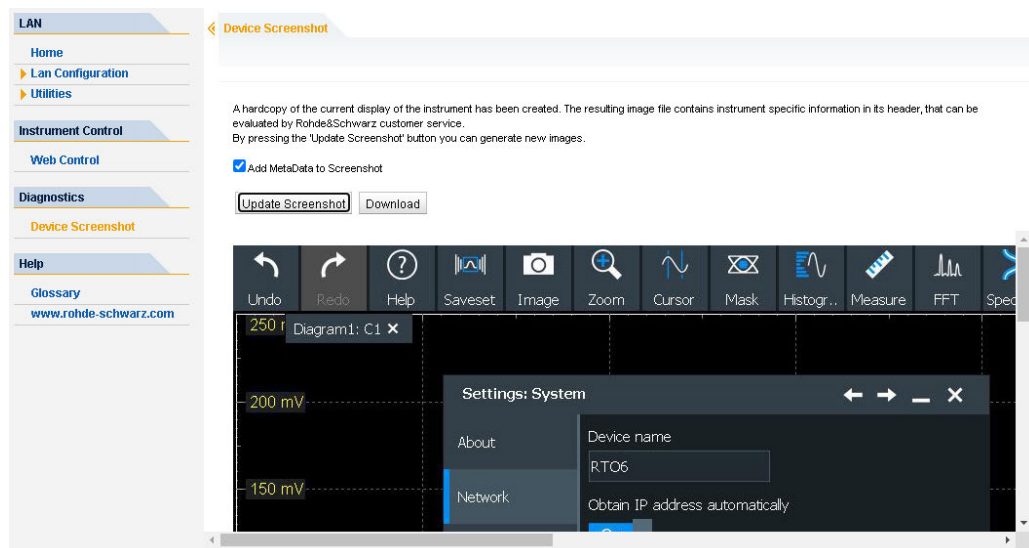 LAN
Home
Lan Configuration
Utilities
Instrument Control
Web Control
Diagnostics
Device Screenshot
Help
Glossary
www.rohde-schwarz.com
Device Screenshot
A hardcopy of the current display of the instrument has been created. The resulting image file contains instrument specific information in its header, that can be
evaluated by Rohde&Schwarz customer service.
By pressing the 'Update Screenshot' button you can generate new images.
Add MetaData to Screenshot
Update Screenshot Download
Undo Redo Help Saveset Image Zoom Cursor Mask Histogr.. Measure FFT Spec
250 Diagram1: C1
200 mV
150 mV
Settings: System
About
Network
Device name
RTO6
Obtain IP address automatically